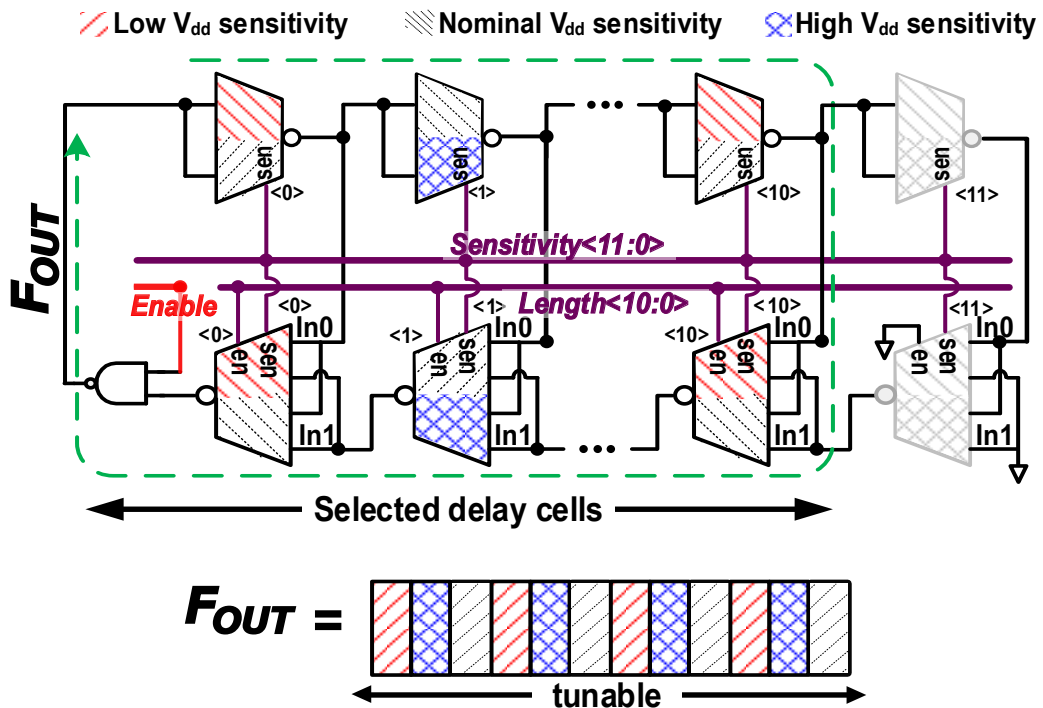 Low Vdd sensitivity Nominal Vdd sensitivity High Vdd sensitivity
sen sen sen sen
<0> <1> <10> <11>
FOUT
Sensitivity<11:0>
Enable Length<10:0>
<0> <0> <1> <1> <10> <10> <11>
en sen In0 en sen In0 en sen In0 en sen In0
In1 In1 In1 In1
Selected delay cells
FOUT =
tunable